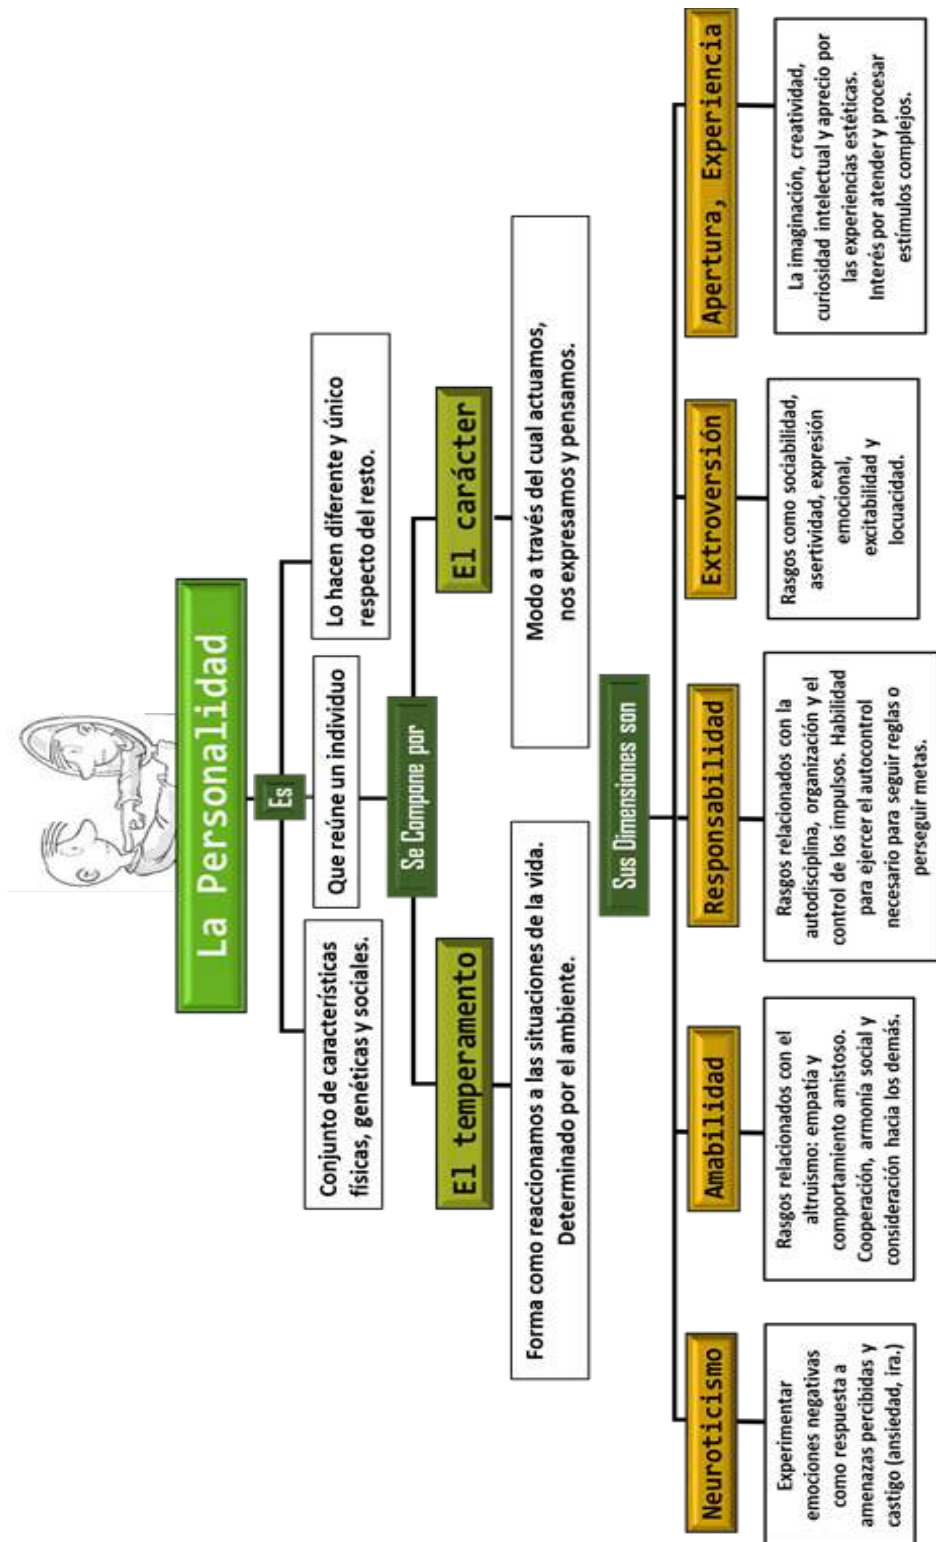 La Personalidad
Es
Conjunto de características
físicas, genéticas y sociales.
Que reúne un individuo
Lo hacen diferente y único
respecto del resto.
Se Compone por
El temperamento
El carácter
Forma como reaccionamos a las situaciones de la vida.
Determinado por el ambiente.
Modo a través del cual actuamos,
nos expresamos y pensamos.
Sus Dimensiones son
Neuroticismo
Amabilidad
Responsabilidad
Extroversión
Apertura, Experiencia
Experimentar
emociones negativas
como respuesta a
amenazas percibidas y
castigo (ansiedad, ira.)
Rasgos relacionados con el
altruismo: empatia y
comportamiento amistoso.
Cooperación, armonía social y
consideración hacia los demás.
Rasgos relacionados con la
autodisciplina, organización y el
control de los impulsos. Habilidad
para ejercer el autocontrol
necesario para seguir reglas o
perseguir metas.
Rasgos como sociabilidad,
asertividad, expresión
emocional,
excitabilidad y
locuacidad.
La imaginación, creatividad,
curiosidad intelectual y aprecio por
las experiencias estéticas.
Interés por atender y procesar
estímulos complejos.